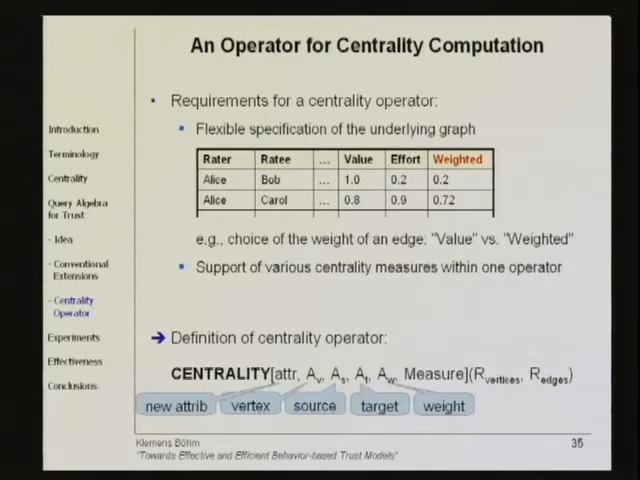 An Operator for Centrality Computation
Introduction
Terminology
Centrality
Query Algebra
for Trust
- Idea
- Conventional
Extensions
- Centrality
Operator
Experiments
Effectiveness
Conclusions
• Requirements for a centrality operator:
▪ Flexible specification of the underlying graph
Rater Ratee ... Value Effort Weighted
Alice Bob ... 1.0 0.2 0.2
Alice Carol ... 0.8 0.9 0.72
e.g., choice of the weight of an edge: "Value" vs. "Weighted"
▪ Support of various centrality measures within one operator
➔ Definition of centrality operator:
CENTRALITY[attr, Av, As, At, Aw, Measure](Rvertices, Redges)
new attrib vertex source target weight
Klemens Böhm
"Towards Effective and Efficient Behavior-based Trust Models"
35